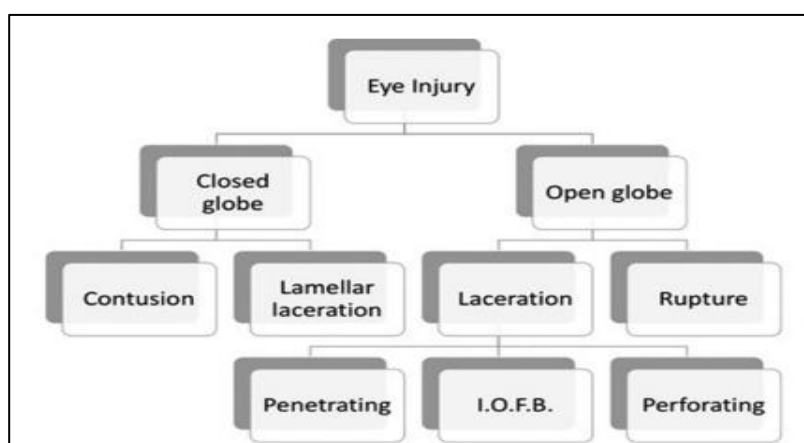 Eye Injury
Closed
globe
Open globe
Contusion
Lamellar
laceration
Laceration
Rupture
Penetrating
I.O.F.B.
Perforating